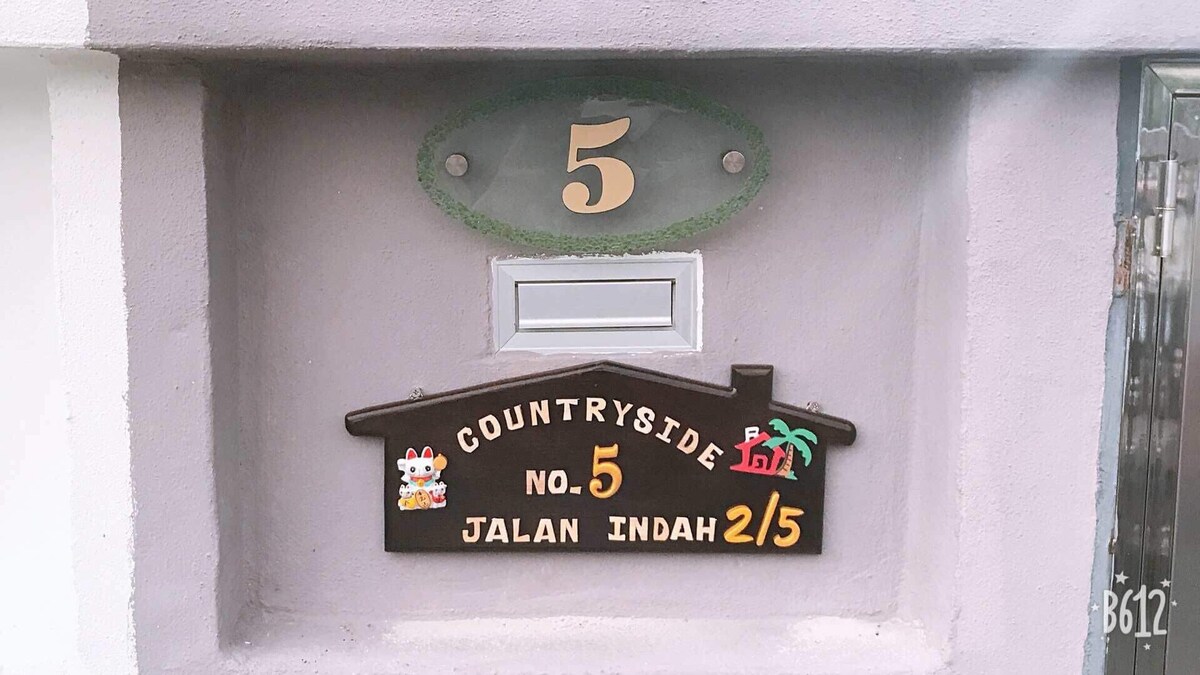 5
COUNTRYSIDE
NO. 5
JALAN INDAH 2/5
B612